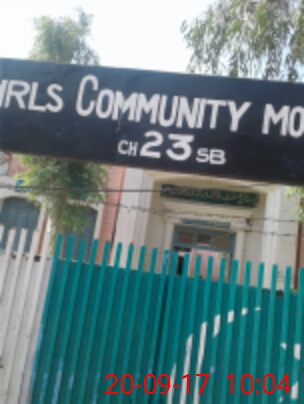 IRLS COMMUNITY MO
CH 23 SB
20-09-17 10:04